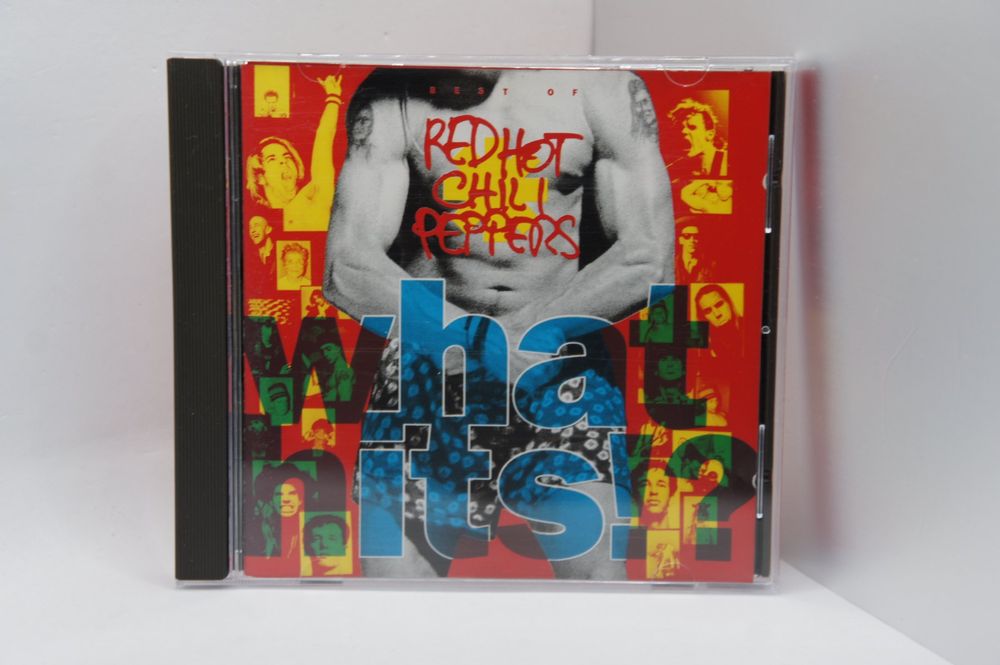 BEST OF
RED HOT
CHILI
PEPPERS
what
hits!?